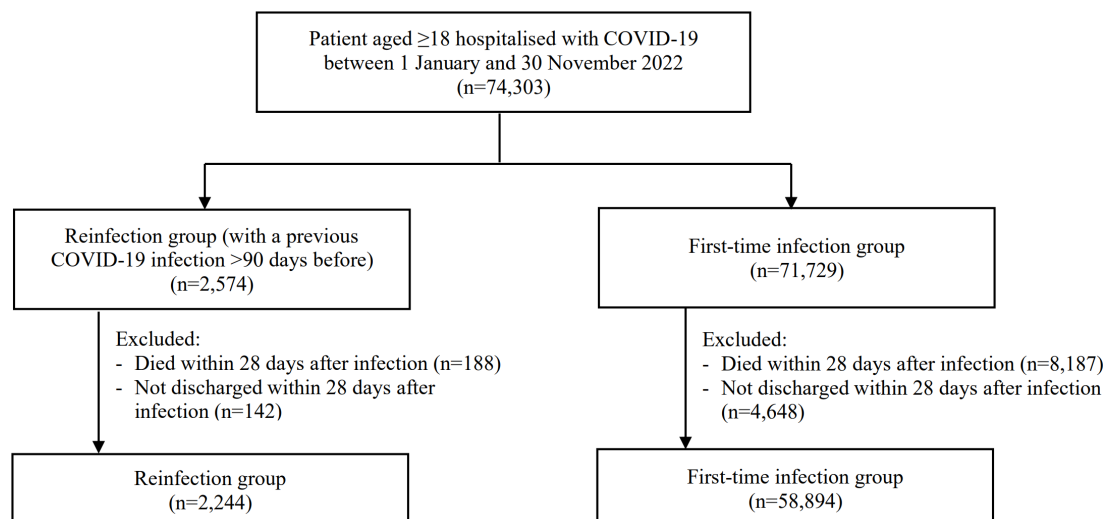 Patient aged ≥18 hospitalised with COVID-19
between 1 January and 30 November 2022
(n=74,303)
Reinfection group (with a previous
COVID-19 infection >90 days before)
(n=2,574)
First-time infection group
(n=71,729)
Excluded:
- Died within 28 days after infection (n=188)
- Not discharged within 28 days after
infection (n=142)
Excluded:
- Died within 28 days after infection (n=8,187)
- Not discharged within 28 days after infection
(n=4,648)
Reinfection group
(n=2,244)
First-time infection group
(n=58,894)